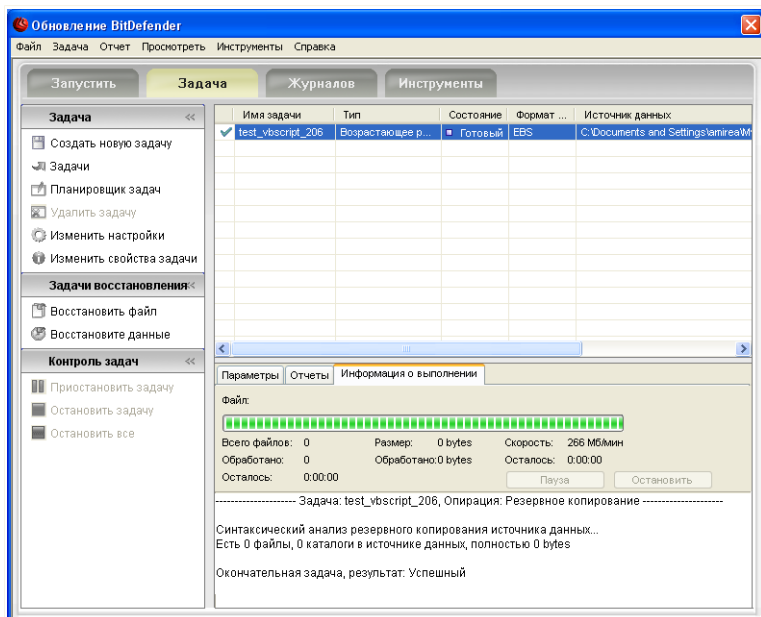 Обновление BitDefender
Файл Задача Отчет Просмотреть Инструменты Справка
Запустить Задача Журналов Инструменты
Задача
Создать новую задачу
Задачи
Планировщик задач
Удалить задачу
Изменить настройки
Изменить свойства задачи
Задачи восстановления
Восстановить файл
Восстановите данные
Контроль задач
Приостановить задачу
Остановить задачу
Остановить все
Имя задачи Тип Состояние Формат ... Источник данных
test_vbscript_206 Возрастающее р... Готовый EBS C:\Documents and Settings\amirea\M
Параметры Отчеты Информация о выполнении
Файл:
Всего файлов: 0 Размер: 0 bytes Скорость: 266 Мб/мин
Обработано: 0 Обработано:0 bytes Осталось: 0:00:00
Осталось: 0:00:00 Пауза Остановить
---------------------- Задача: test_vbscript_206, Опирация: Резервное копирование ----------------------
Синтаксический анализ резервного копирования источника данных...
Есть 0 файлы, 0 каталоги в источнике данных, полностью 0 bytes
Окончательная задача, результат: Успешный